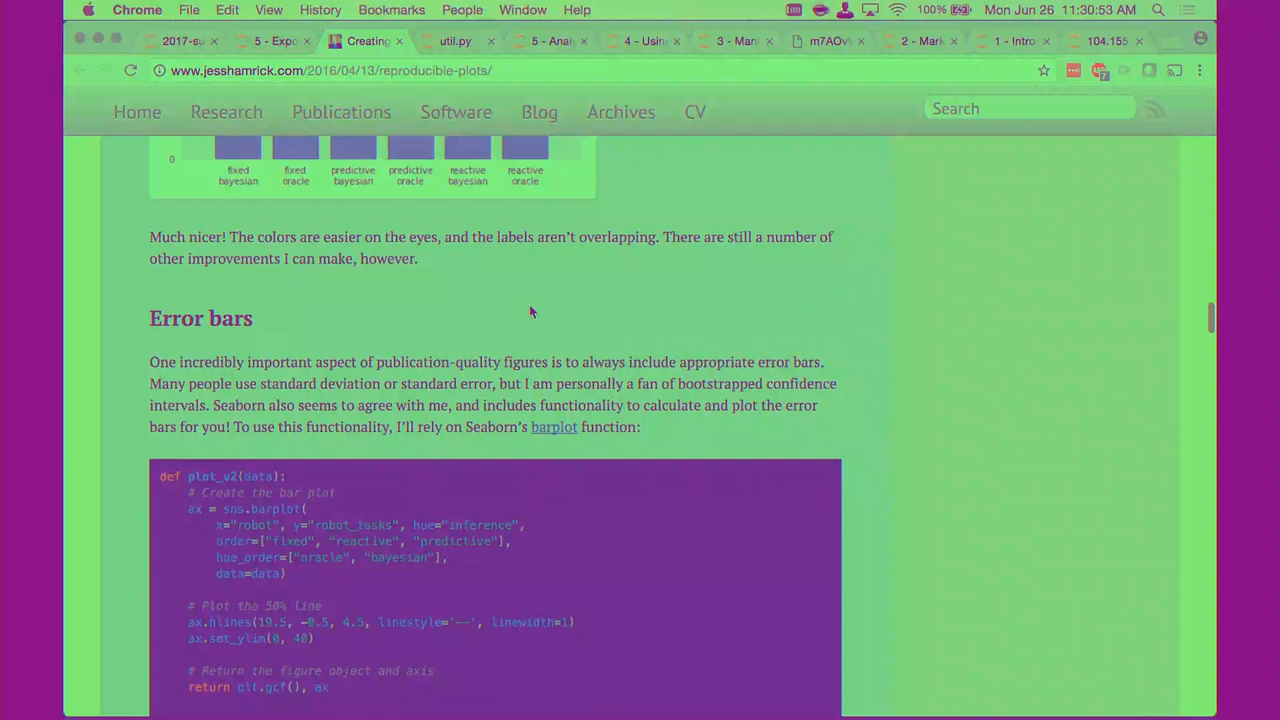 Chrome File Edit View History Bookmarks People Window Help 100% Mon Jun 26 11:30:53 AM
2017-su × 5 - Expo × Creating × util.py × 5 - Anal × 4 - Usin × 3 - Man × m7AOv × 2 - Mark × 1 - Intro × 104.155 ×
www.jesshamrick.com/2016/04/13/reproducible-plots/
Home Research Publications Software Blog Archives CV Search
0
fixed bayesian
fixed oracle
predictive bayesian
predictive oracle
reactive bayesian
reactive oracle
Much nicer! The colors are easier on the eyes, and the labels aren't overlapping. There are still a number of
other improvements I can make, however.
Error bars
One incredibly important aspect of publication-quality figures is to always include appropriate error bars.
Many people use standard deviation or standard error, but I am personally a fan of bootstrapped confidence
intervals. Seaborn also seems to agree with me, and includes functionality to calculate and plot the error
bars for you! To use this functionality, I'll rely on Seaborn's barplot function:
def plot_v2(data):
# Create the bar plot
ax = sns.barplot(
x="robot", y="robot_tasks", hue="inference",
order=["fixed", "reactive", "predictive"],
hue_order=["oracle", "bayesian"],
data=data)
# Plot the 50% line
ax.hlines(19.5, -0.5, 4.5, linestyle='--', linewidth=1)
ax.set_ylim(0, 40)
# Return the figure object and axis
return plt.gcf(), ax